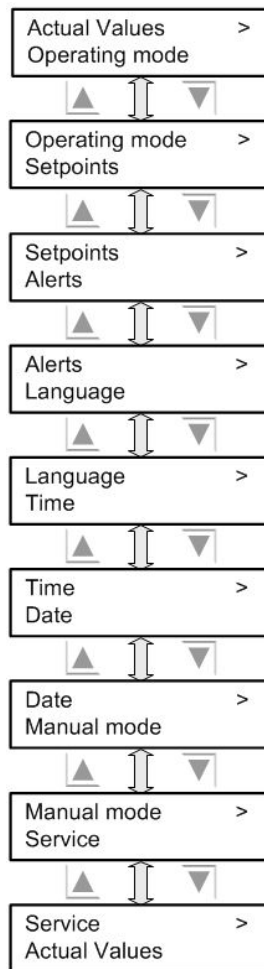 Actual Values >
Operating mode
Operating mode >
Setpoints
Setpoints >
Alerts
Alerts >
Language
Language >
Time
Time >
Date
Date >
Manual mode
Manual mode >
Service
Service >
Actual Values